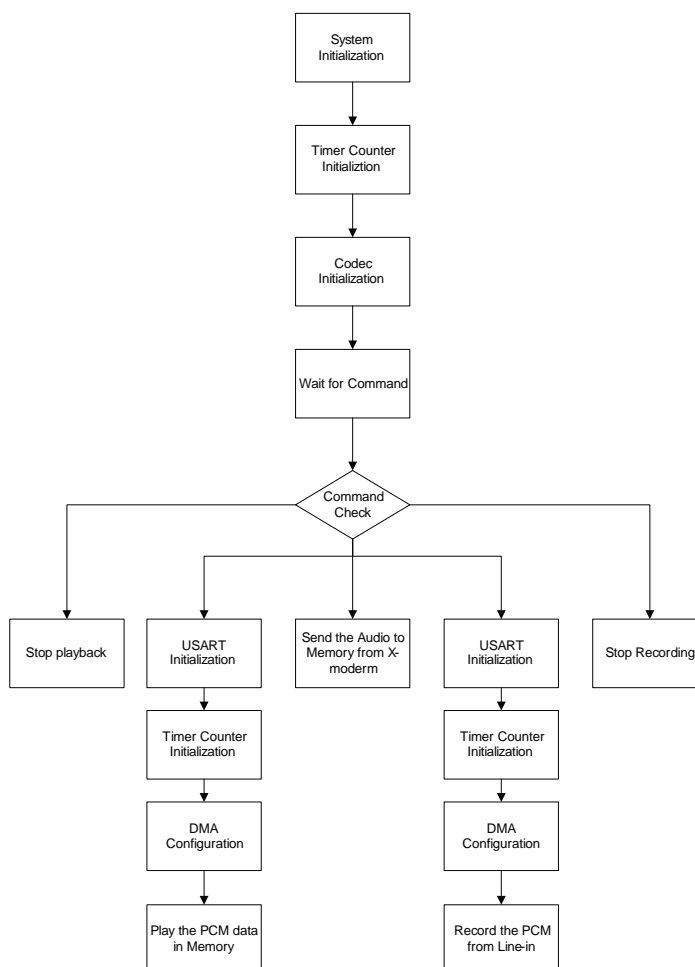 System
Initialization
Timer Counter
Initializtion
Codec
Initialization
Wait for Command
Command
Check
Stop playback
USART
Initialization
Send the Audio to
Memory from X-
moderm
USART
Initialization
Stop Recording
Timer Counter
Initialization
Timer Counter
Initialization
DMA
Configuration
DMA
Configuration
Play the PCM data
in Memory
Record the PCM
from Line-in